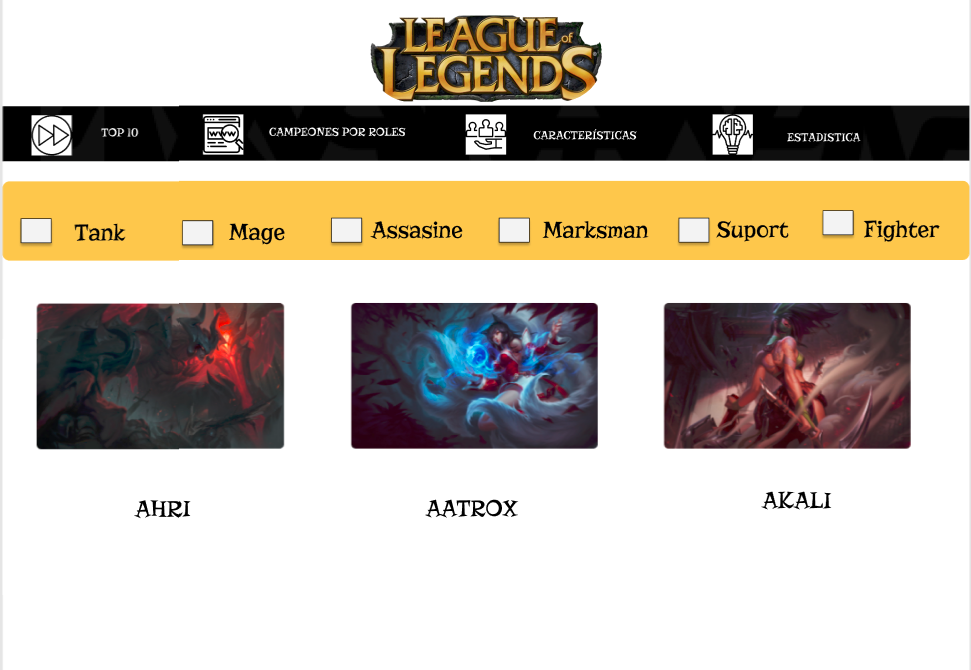 LEAGUE of
LEGENDS
TOP 10
CAMPEONES POR ROLES
CARACTERÍSTICAS
ESTADISTICA
www
Tank
Mage
Assasine
Marksman
Suport
Fighter
AHRI
AATROX
AKALI